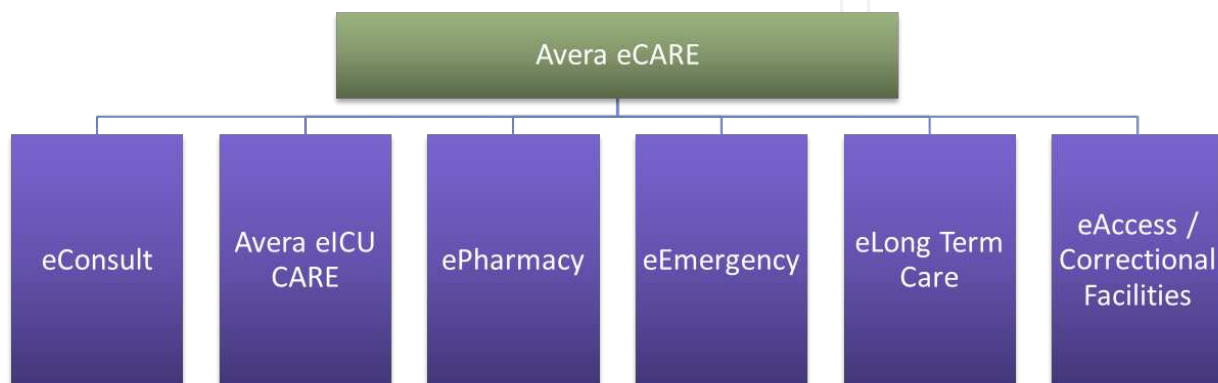 Avera eCARE
eConsult
Avera eICU
CARE
ePharmacy
eEmergency
eLong Term
Care
eAccess /
Correctional
Facilities